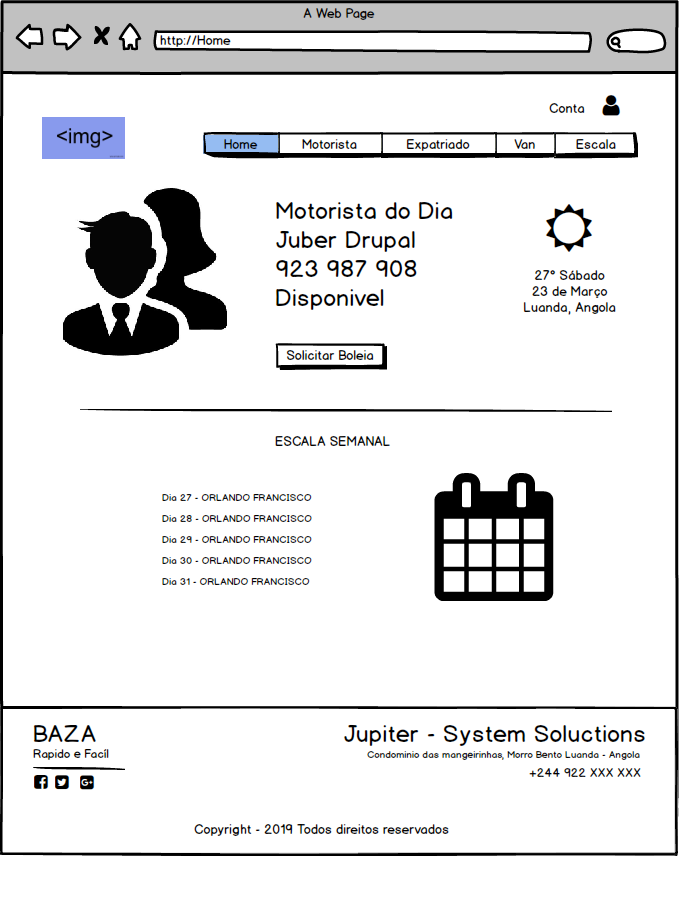 A Web Page
http://Home
Conta
<img>
Home Motorista Expatriado Van Escala
Motorista do Dia
Juber Drupal
923 987 908
Disponivel
27° Sábado
23 de Março
Luanda, Angola
Solicitar Boleia
ESCALA SEMANAL
Dia 27 - ORLANDO FRANCISCO
Dia 28 - ORLANDO FRANCISCO
Dia 29 - ORLANDO FRANCISCO
Dia 30 - ORLANDO FRANCISCO
Dia 31 - ORLANDO FRANCISCO
BAZA
Rapido e Facíl
Jupiter - System Soluctions
Condominio das mangeirinhas, Morro Bento Luanda - Angola
+244 922 XXX XXX
Copyright - 2019 Todos direitos reservados